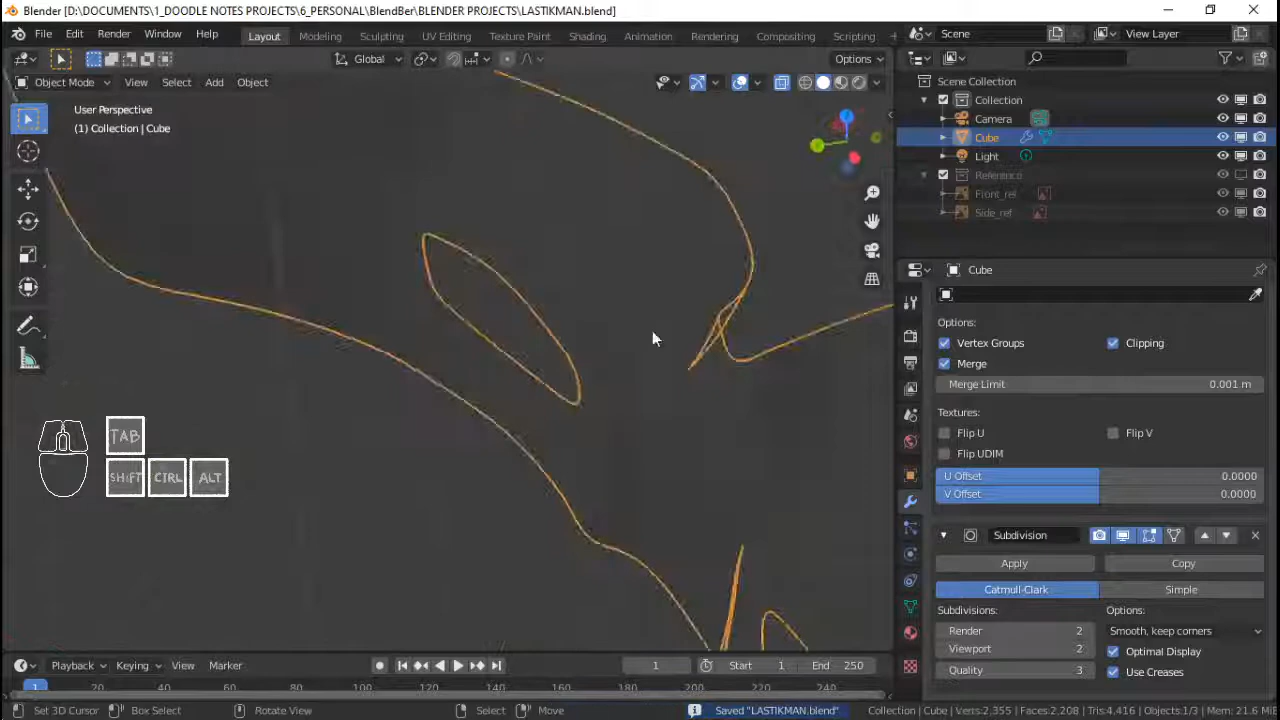 Blender [D:\DOCUMENTS\1_DOODLE NOTES PROJECTS\6_PERSONAL\BlendBer\BLENDER PROJECTS\LASTIKMAN.blend]
File Edit Render Window Help Layout Modeling Sculpting UV Editing Texture Paint Shading Animation Rendering Compositing Scripting Scene View Layer
Global Options
Object Mode View Select Add Object
User Perspective
(1) Collection | Cube
Scene Collection
Collection
Camera
Cube
Light
Reference
Front_ref
Side_ref
Cube
Options:
Vertex Groups Clipping
Merge
Merge Limit 0.001 m
Textures:
Flip U Flip V
Flip UDIM
U Offset 0.0000
V Offset 0.0000
Subdivision
Apply Copy
Catmull-Clark Simple
Subdivisions: Options:
Render 2 Smooth, keep corners
Viewport 2 Optimal Display
Quality 3 Use Creases
TAB
SHIFT CTRL ALT
Playback Keying View Marker 1 Start 1 End 250
1 20 40 60 80 100 120 140 160 180 200 220 240
Set 3D Cursor Box Select Rotate View Select Move Saved "LASTIKMAN.blend" Collection | Cube | Verts:2,355 | Faces:2,208 | Tris:4,416 | Objects:1/3 | Mem: 21.6 MiB